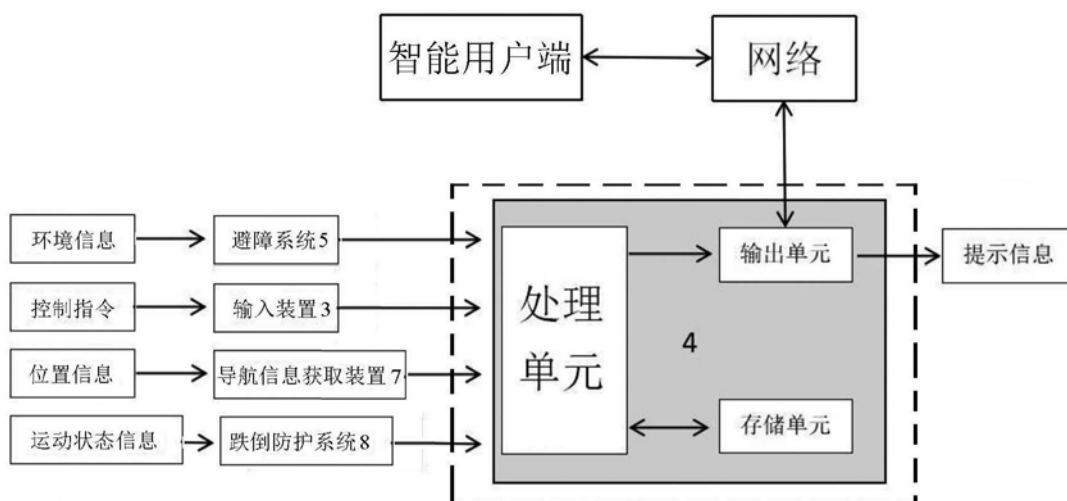 智能用户端
网络
环境信息
避障系统5
输出单元
提示信息
控制指令
输入装置3
处理
单元
4
位置信息
导航信息获取装置7
运动状态信息
跌倒防护系统8
存储单元